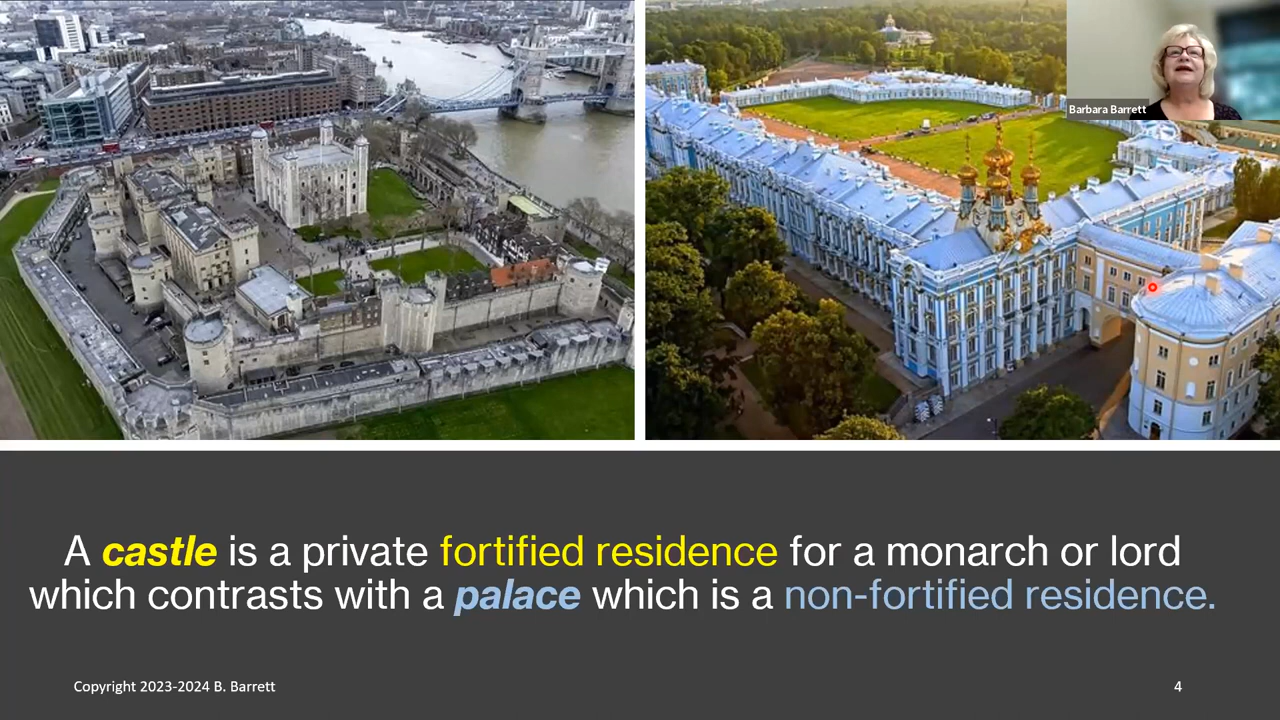 Barbara Barrett
A castle is a private fortified residence for a monarch or lord
which contrasts with a palace which is a non-fortified residence.
Copyright 2023-2024 B. Barrett
4